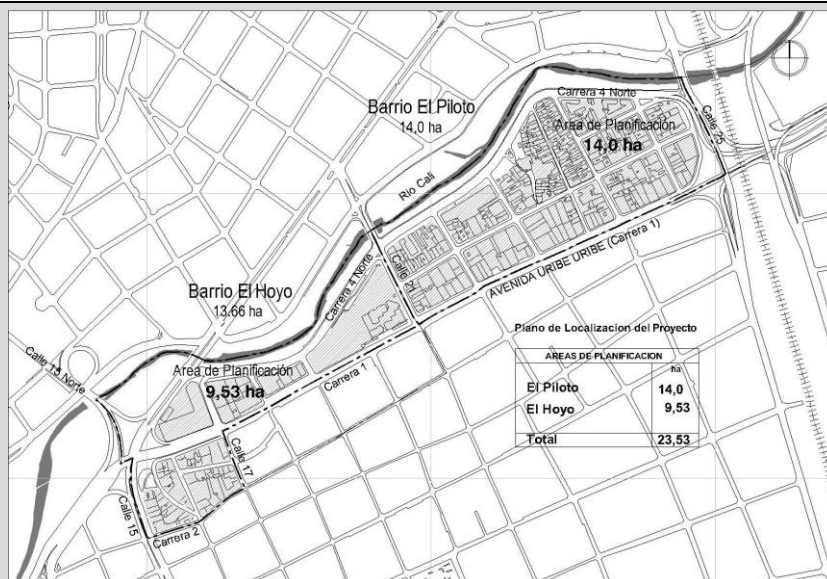 Barrio El Piloto
14,0 ha
Carrera 4 Norte
Area de Planificación
14,0 ha
Calle 25
Rio Cali
Barrio El Hoyo
13.66 ha
Carrera 4 Norte
Calle 21
AVENIDA URIBE URIBE (Carrera 1)
Plano de Localizacion del Proyecto
AREAS DE PLANIFICACION
ha
El Piloto 14,0
El Hoyo 9,53
Total 23,53
Calle 15 Norte
Area de Planificación
9,53 ha
Carrera 1
Calle 17
Calle 15
Carrera 2